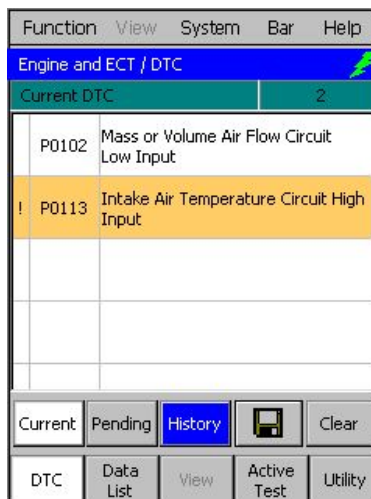 Function View System Bar Help
Engine and ECT / DTC
Current DTC 2
P0102 Mass or Volume Air Flow Circuit
Low Input
! P0113 Intake Air Temperature Circuit High
Input
Current Pending History Clear
DTC Data List View Active Test Utility